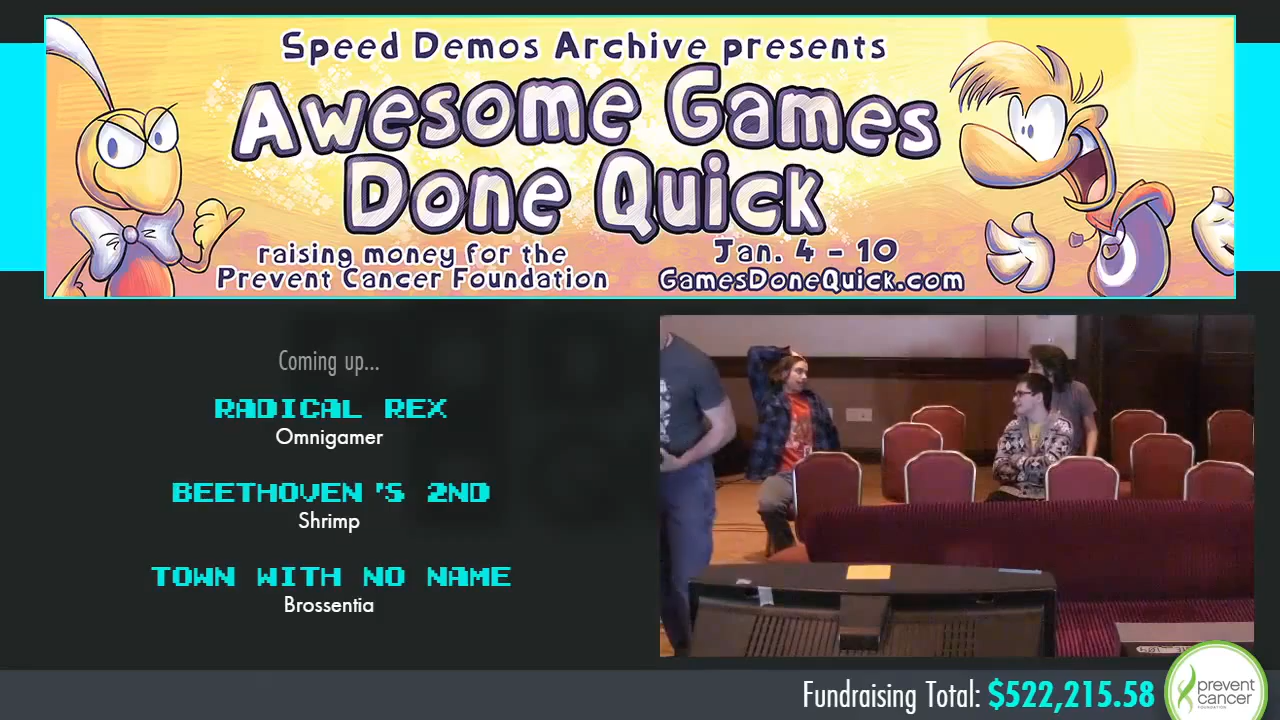 Speed Demos Archive presents
Awesome Games
Done Quick
raising money for the
Prevent Cancer Foundation
Jan. 4 - 10
GamesDoneQuick.com
Coming up...
RADICAL REX
Omnigamer
BEETHOVEN'S 2ND
Shrimp
TOWN WITH NO NAME
Brossentia
Fundraising Total: $522,215.58
prevent
cancer
FOUNDATION